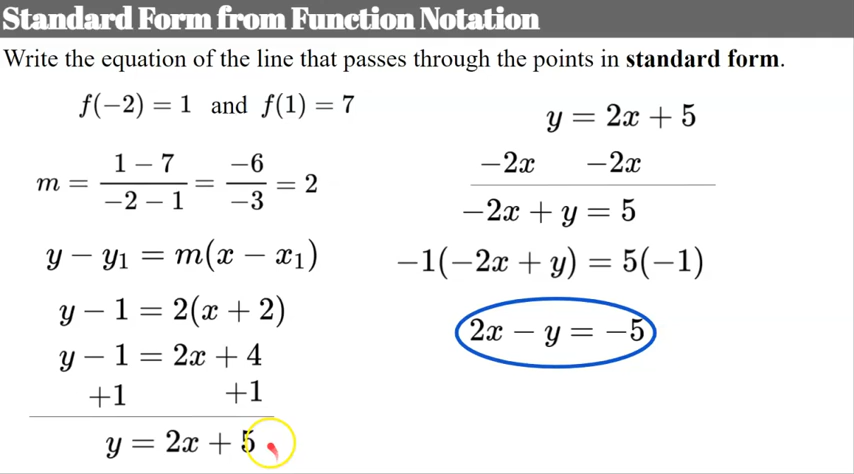 Standard Form from Function Notation
Write the equation of the line that passes through the points in standard form.
f(−2) = 1 and f(1) = 7
m = (1 − 7)/(−2 − 1) = (−6)/(−3) = 2
y − y₁ = m(x − x₁)
y − 1 = 2(x + 2)
y − 1 = 2x + 4
+1 +1
y = 2x + 5
y = 2x + 5
−2x −2x
−2x + y = 5
−1(−2x + y) = 5(−1)
2x − y = −5